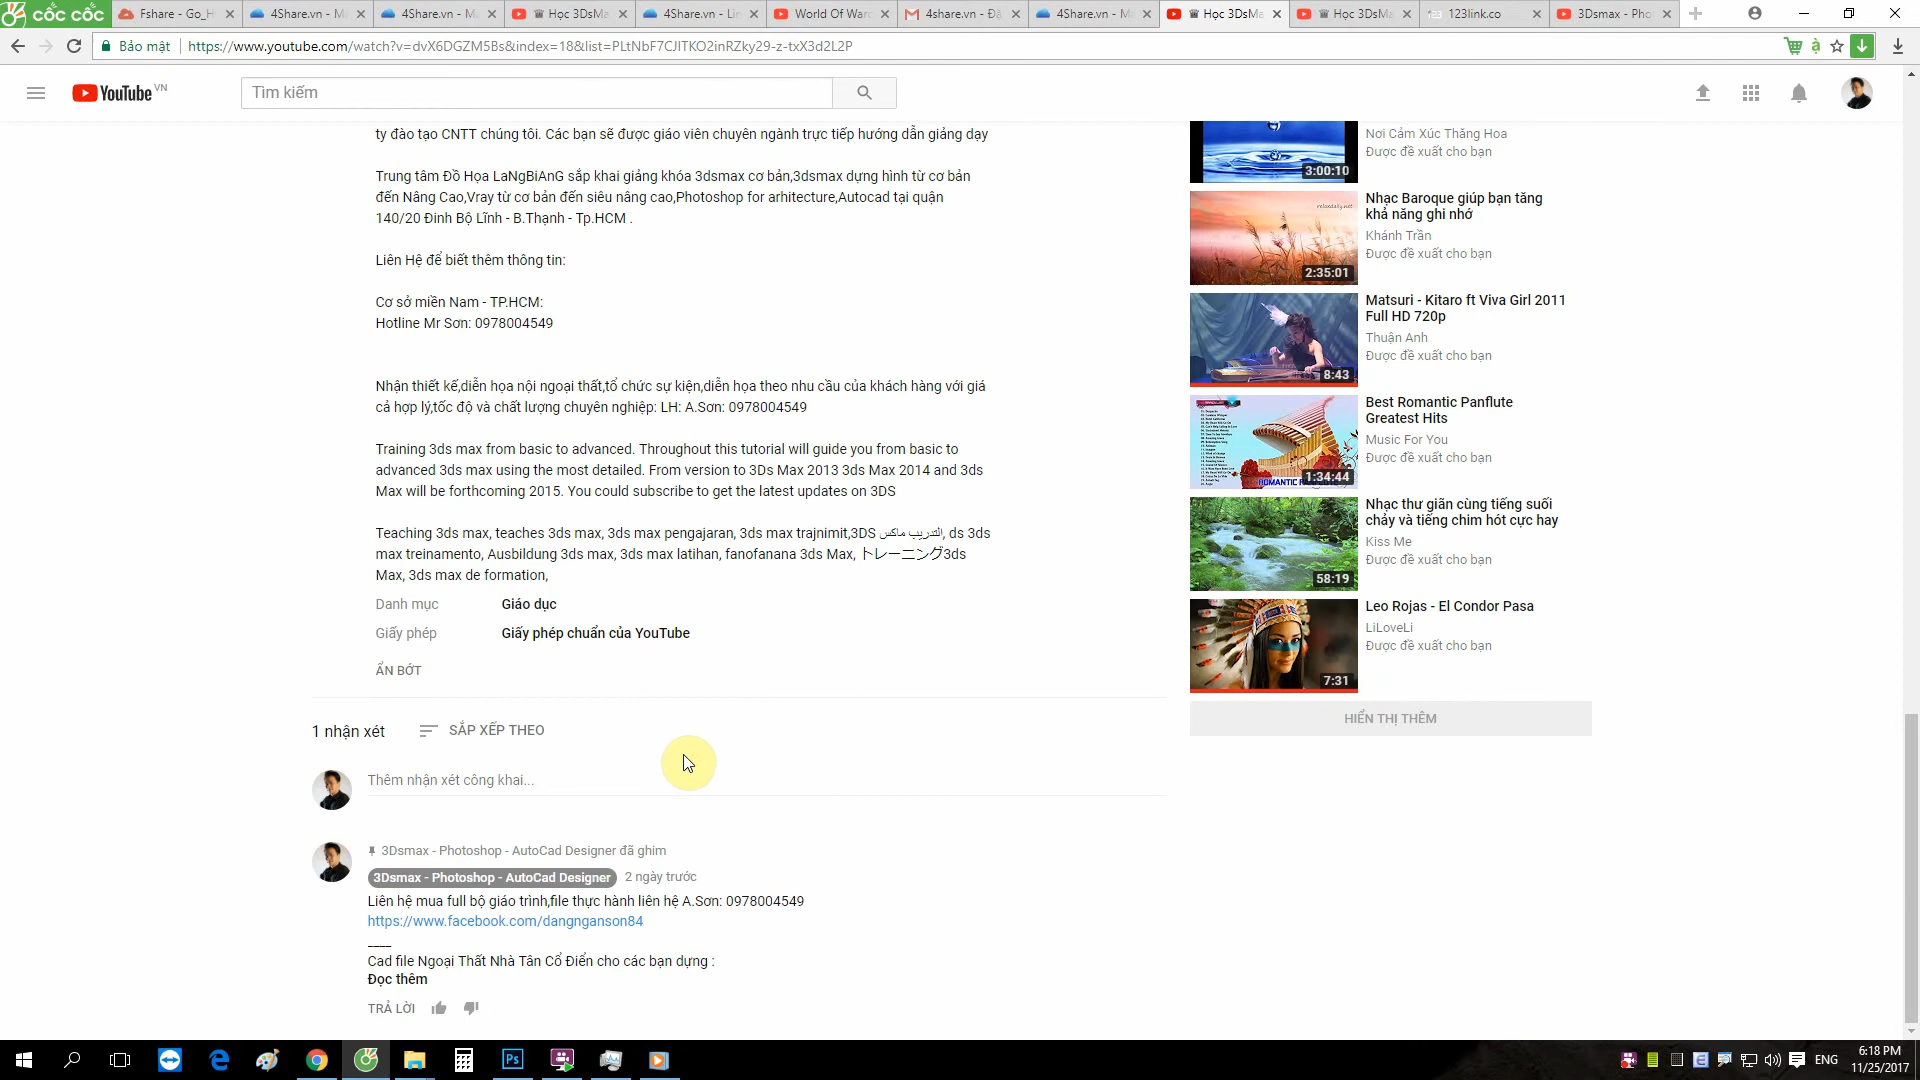 cốc cốc
Fshare - Go_H
4Share.vn - M
4Share.vn - M
♕ Học 3DsMa
4Share.vn - Li
World Of Warc
4share.vn - Đă
4Share.vn - M
♕ Học 3DsMa
♕ Học 3DsMa
123link.co
3Dsmax - Pho
Bảo mật
https://www.youtube.com/watch?v=dvX6DGZM5Bs&index=18&list=PLtNbF7CJITKO2inRZky29-z-txX3d2L2P
YouTube VN
Tìm kiếm
ty đào tạo CNTT chúng tôi. Các bạn sẽ được giáo viên chuyên ngành trực tiếp hướng dẫn giảng dạy
Trung tâm Đồ Họa LaNgBiAnG sắp khai giảng khóa 3dsmax cơ bản,3dsmax dựng hình từ cơ bản
đến Nâng Cao,Vray từ cơ bản đến siêu nâng cao,Photoshop for arhitecture,Autocad tại quận
140/20 Đinh Bộ Lĩnh - B.Thạnh - Tp.HCM .
Liên Hệ để biết thêm thông tin:
Cơ sở miền Nam - TP.HCM:
Hotline Mr Sơn: 0978004549
Nhận thiết kế,diễn họa nội ngoại thất,tổ chức sự kiện,diễn họa theo nhu cầu của khách hàng với giá
cả hợp lý,tốc độ và chất lượng chuyên nghiệp: LH: A.Sơn: 0978004549
Training 3ds max from basic to advanced. Throughout this tutorial will guide you from basic to
advanced 3ds max using the most detailed. From version to 3Ds Max 2013 3ds Max 2014 and 3ds
Max will be forthcoming 2015. You could subscribe to get the latest updates on 3DS
Teaching 3ds max, teaches 3ds max, 3ds max pengajaran, 3ds max trajnimit,3DS التدريب ماكس, ds 3ds
max treinamento, Ausbildung 3ds max, 3ds max latihan, fanofanana 3ds Max, トレーニング3ds
Max, 3ds max de formation,
Danh mục Giáo dục
Giấy phép Giấy phép chuẩn của YouTube
ẨN BỚT
1 nhận xét SẮP XẾP THEO
Thêm nhận xét công khai...
3Dsmax - Photoshop - AutoCad Designer đã ghim
3Dsmax - Photoshop - AutoCad Designer 2 ngày trước
Liên hệ mua full bộ giáo trình,file thực hành liên hệ A.Sơn: 0978004549
https://www.facebook.com/dangnganson84
____
Cad file Ngoại Thất Nhà Tân Cổ Điển cho các bạn dựng :
Đọc thêm
TRẢ LỜI
3:00:10
Nơi Cảm Xúc Thăng Hoa
Được đề xuất cho bạn
relaxdaily.net
2:35:01
Nhạc Baroque giúp bạn tăng
khả năng ghi nhớ
Khánh Trần
Được đề xuất cho bạn
8:43
Matsuri - Kitaro ft Viva Girl 2011
Full HD 720p
Thuận Anh
Được đề xuất cho bạn
1:34:44
Best Romantic Panflute
Greatest Hits
Music For You
Được đề xuất cho bạn
58:19
Nhạc thư giãn cùng tiếng suối
chảy và tiếng chim hót cực hay
Kiss Me
Được đề xuất cho bạn
7:31
Leo Rojas - El Condor Pasa
LiLoveLi
Được đề xuất cho bạn
HIỂN THỊ THÊM
Ps
ENG
6:18 PM
11/25/2017